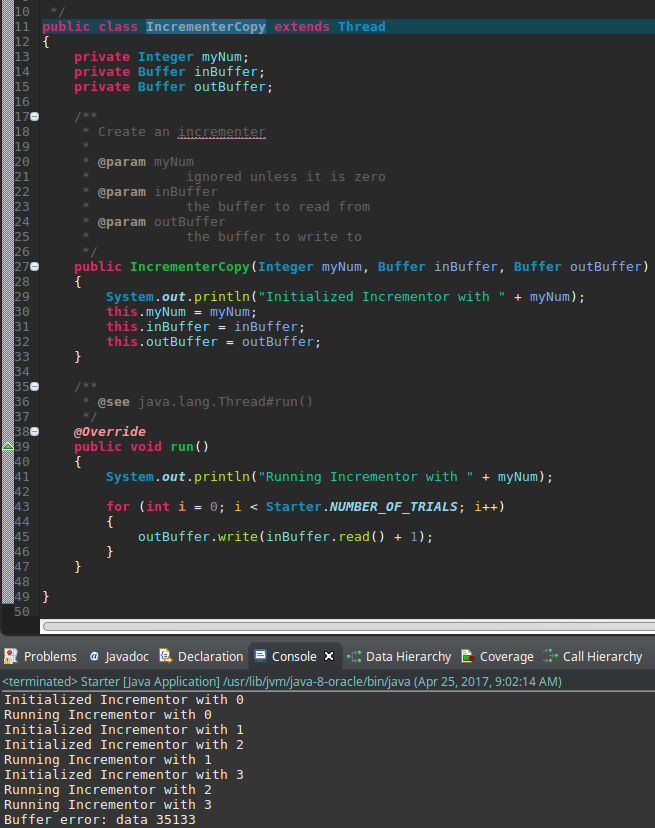 10 */
11 public class IncrementerCopy extends Thread
12 {
13 private Integer myNum;
14 private Buffer inBuffer;
15 private Buffer outBuffer;
16
17 /**
18 * Create an incrementer
19 *
20 * @param myNum
21 * ignored unless it is zero
22 * @param inBuffer
23 * the buffer to read from
24 * @param outBuffer
25 * the buffer to write to
26 */
27 public IncrementerCopy(Integer myNum, Buffer inBuffer, Buffer outBuffer)
28 {
29 System.out.println("Initialized Incrementor with " + myNum);
30 this.myNum = myNum;
31 this.inBuffer = inBuffer;
32 this.outBuffer = outBuffer;
33 }
34
35 /**
36 * @see java.lang.Thread#run()
37 */
38 @Override
39 public void run()
40 {
41 System.out.println("Running Incrementor with " + myNum);
42
43 for (int i = 0; i < Starter.NUMBER_OF_TRIALS; i++)
44 {
45 outBuffer.write(inBuffer.read() + 1);
46 }
47 }
48
49 }
50
Problems @ Javadoc Declaration Console Data Hierarchy Coverage Call Hierarchy
<terminated> Starter [Java Application] /usr/lib/jvm/java-8-oracle/bin/java (Apr 25, 2017, 9:02:14 AM)
Initialized Incrementor with 0
Running Incrementor with 0
Initialized Incrementor with 1
Initialized Incrementor with 2
Running Incrementor with 1
Initialized Incrementor with 3
Running Incrementor with 2
Running Incrementor with 3
Buffer error: data 35133